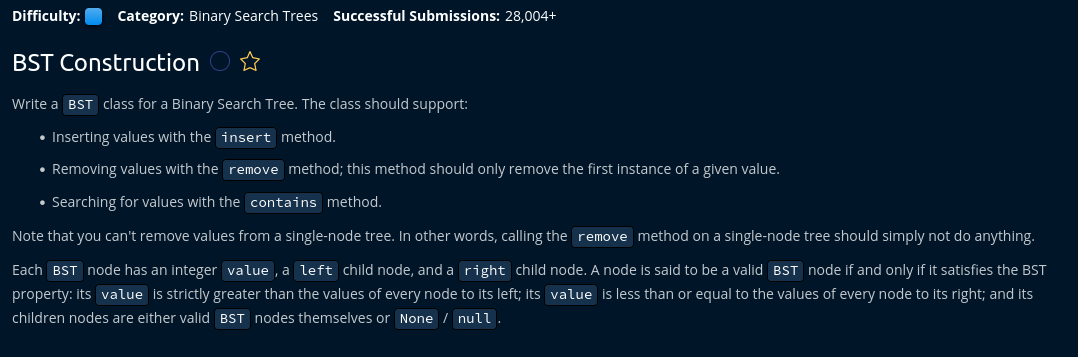 Difficulty: Category: Binary Search Trees Successful Submissions: 28,004+
BST Construction
Write a BST class for a Binary Search Tree. The class should support:
• Inserting values with the insert method.
• Removing values with the remove method; this method should only remove the first instance of a given value.
• Searching for values with the contains method.
Note that you can't remove values from a single-node tree. In other words, calling the remove method on a single-node tree should simply not do anything.
Each BST node has an integer value, a left child node, and a right child node. A node is said to be a valid BST node if and only if it satisfies the BST
property: its value is strictly greater than the values of every node to its left; its value is less than or equal to the values of every node to its right; and its
children nodes are either valid BST nodes themselves or None / null.